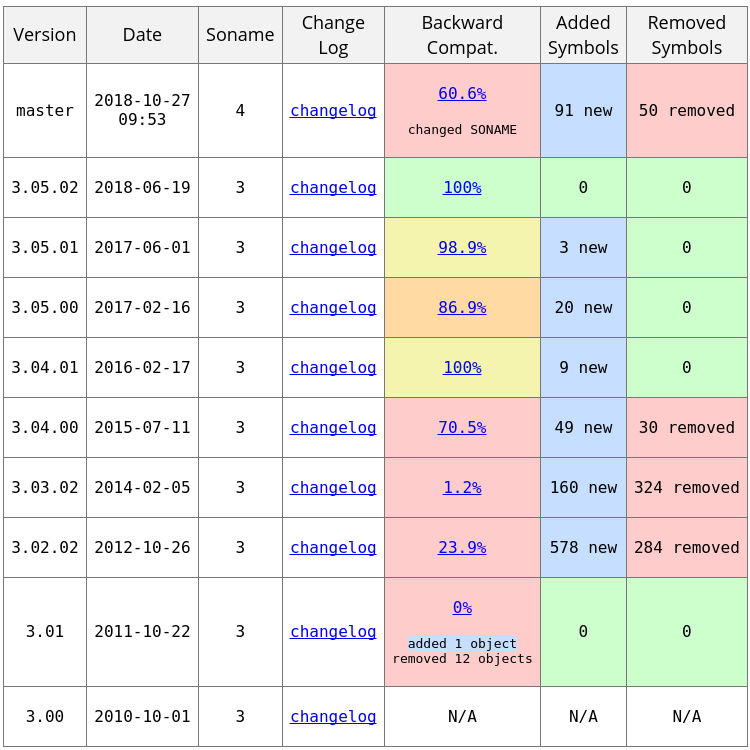 Version Date Soname Change Log Backward Compat. Added Symbols Removed Symbols
master 2018-10-27 09:53 4 changelog 60.6% changed SONAME 91 new 50 removed
3.05.02 2018-06-19 3 changelog 100% 0 0
3.05.01 2017-06-01 3 changelog 98.9% 3 new 0
3.05.00 2017-02-16 3 changelog 86.9% 20 new 0
3.04.01 2016-02-17 3 changelog 100% 9 new 0
3.04.00 2015-07-11 3 changelog 70.5% 49 new 30 removed
3.03.02 2014-02-05 3 changelog 1.2% 160 new 324 removed
3.02.02 2012-10-26 3 changelog 23.9% 578 new 284 removed
3.01 2011-10-22 3 changelog 0% added 1 object removed 12 objects 0 0
3.00 2010-10-01 3 changelog N/A N/A N/A